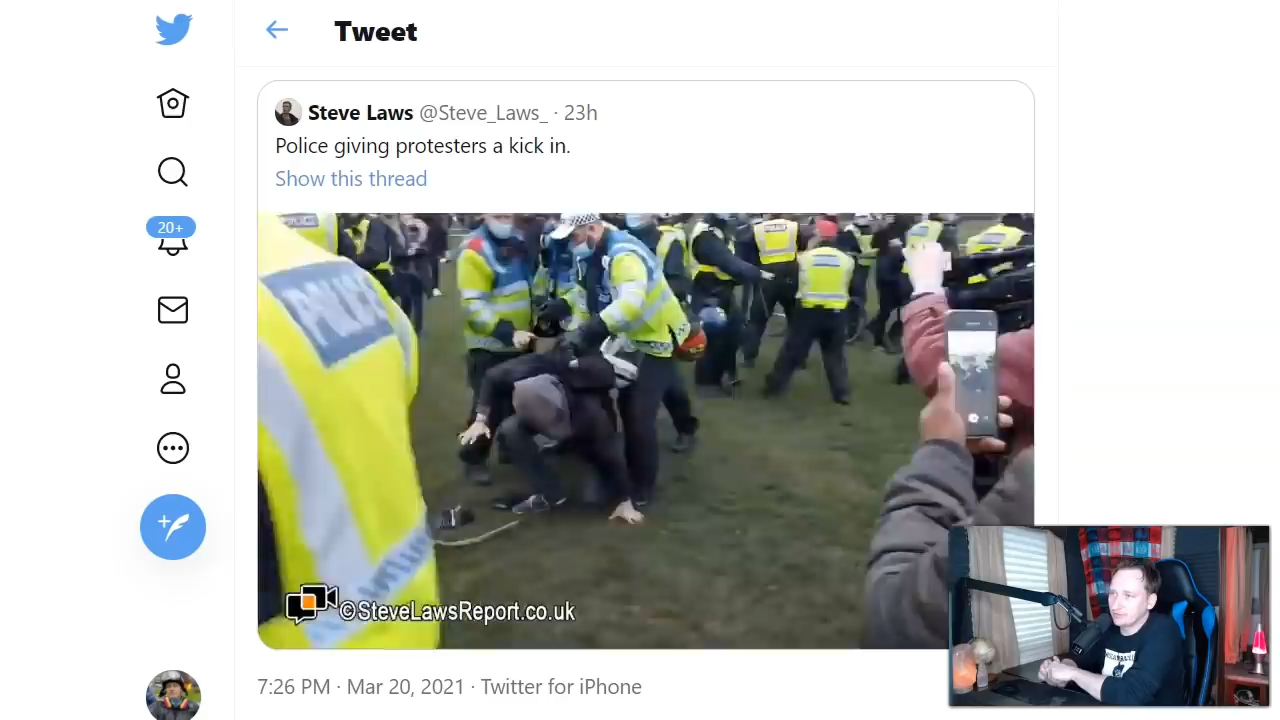 Tweet
Steve Laws @Steve_Laws_ · 23h
Police giving protesters a kick in.
Show this thread
20+
POLICE
©SteveLawsReport.co.uk
7:26 PM · Mar 20, 2021 · Twitter for iPhone